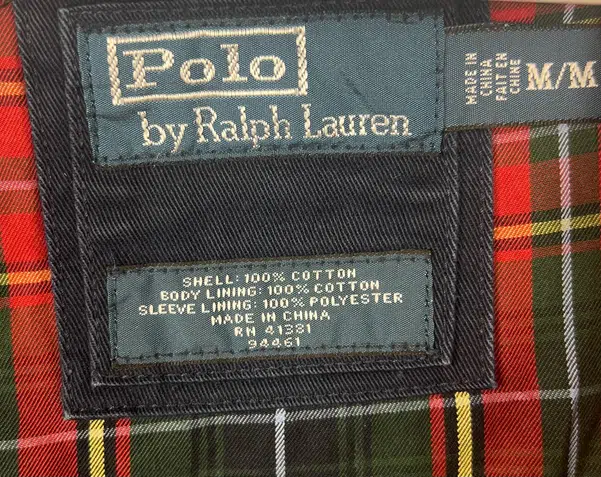 Polo
by Ralph Lauren
MADE IN
CHINA
FAIT EN
CHINE
M/M
SHELL: 100% COTTON
BODY LINING: 100% COTTON
SLEEVE LINING: 100% POLYESTER
MADE IN CHINA
RN 41381
94461